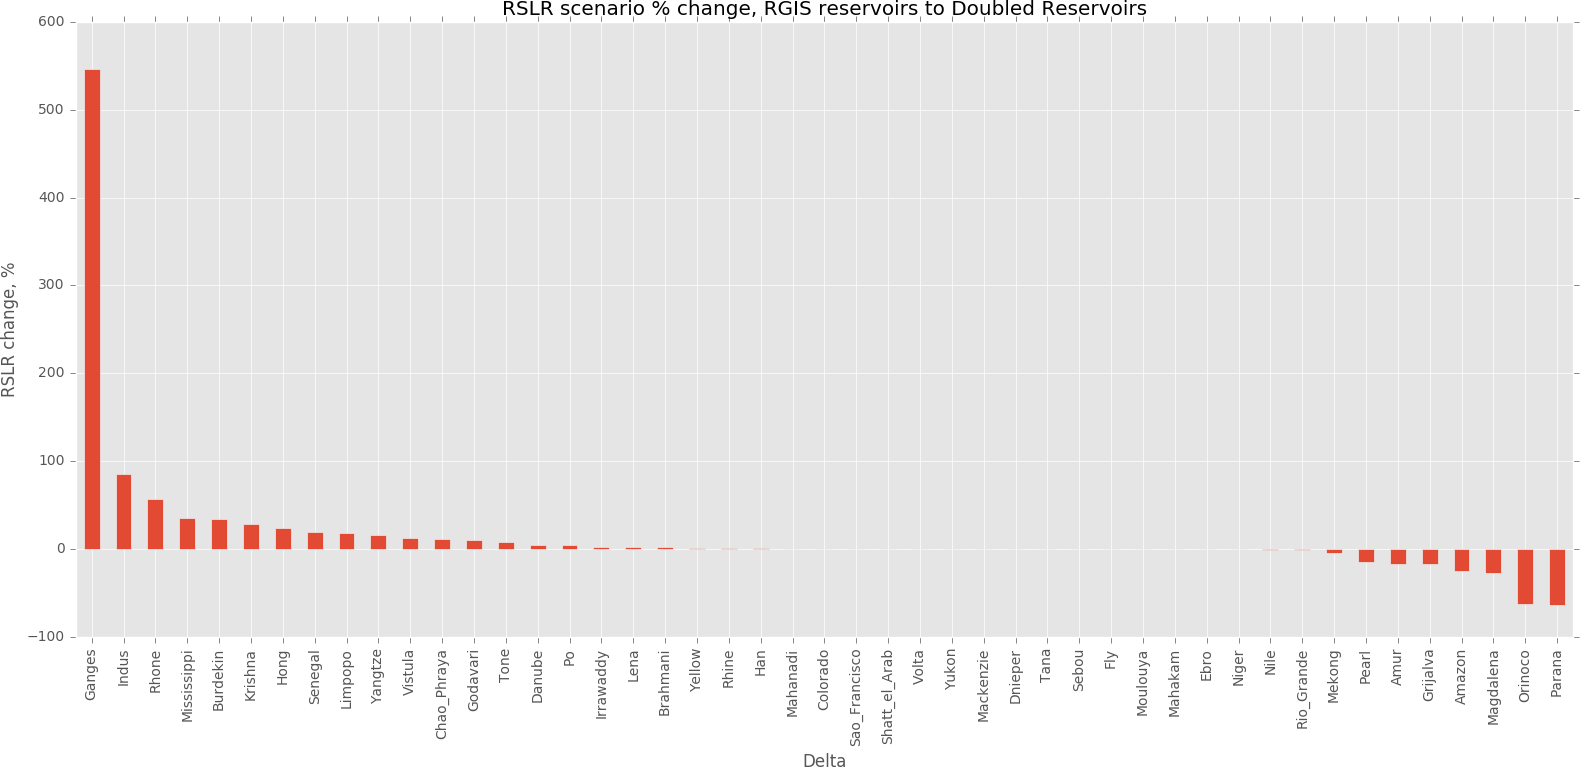 RSLR scenario % change, RGIS reservoirs to Doubled Reservoirs
600
500
400
300
200
100
0
−100
RSLR change, %
Ganges
Indus
Rhone
Mississippi
Burdekin
Krishna
Hong
Senegal
Limpopo
Yangtze
Vistula
Chao_Phraya
Godavari
Tone
Danube
Po
Irrawaddy
Lena
Brahmani
Yellow
Rhine
Han
Mahanadi
Colorado
Sao_Francisco
Shatt_el_Arab
Volta
Yukon
Mackenzie
Dnieper
Tana
Sebou
Fly
Moulouya
Mahakam
Ebro
Niger
Nile
Rio_Grande
Mekong
Pearl
Amur
Grijalva
Amazon
Magdalena
Orinoco
Parana
Delta